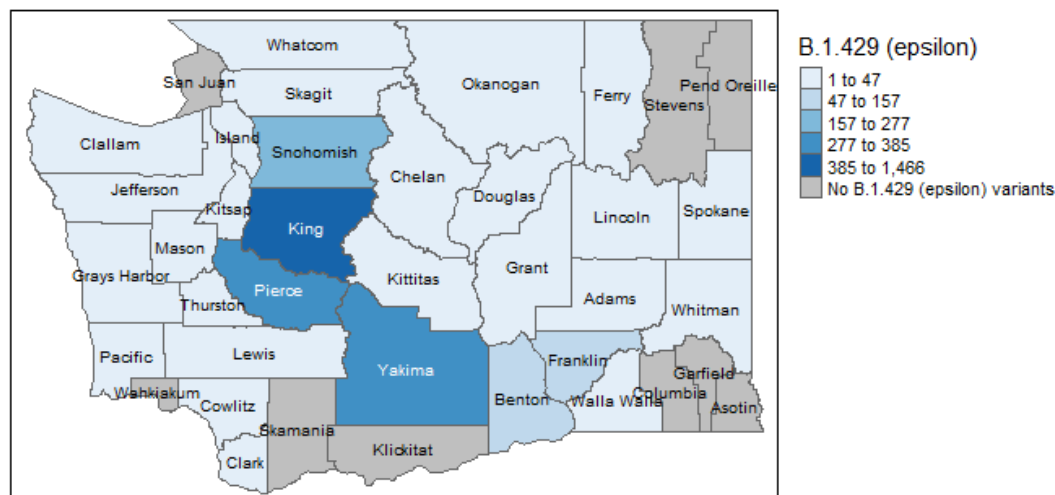 Whatcom
San Juan
Skagit
Okanogan
Ferry
Stevens
Pend Oreille
Clallam
Island
Snohomish
Chelan
Jefferson
Kitsap
Douglas
Lincoln
Spokane
King
Mason
Grays Harbor
Kittitas
Grant
Pierce
Thurston
Adams
Whitman
Pacific
Lewis
Yakima
Franklin
Garfield
Wahkiakum
Cowlitz
Benton
Walla Walla
Columbia
Asotin
Skamania
Klickitat
Clark
B.1.429 (epsilon)
1 to 47
47 to 157
157 to 277
277 to 385
385 to 1,466
No B.1.429 (epsilon) variants